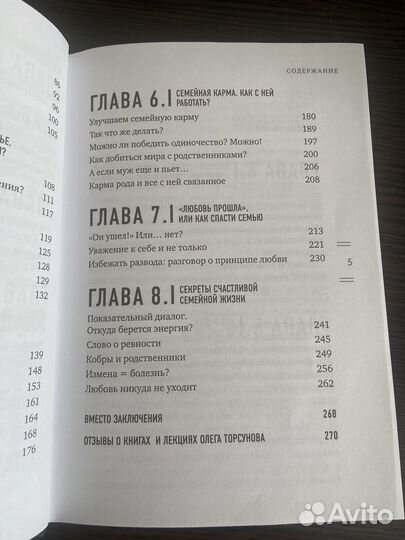 86
92
96
100
105
ЬЕ.
И?
108
ения?
111
117
119
125
128
132
139
148
153
161
164
168
176
СОДЕРЖАНИЕ
ГЛАВА 6. СЕМЕЙНАЯ КАРМА. КАК С НЕЙ
РАБОТАТЬ?
Улучшаем семейную карму 180
Так что же делать? 189
Можно ли победить одиночество? Можно! 197
Как добиться мира с родственниками? 200
А если муж еще и пьет... 206
Карма рода и все с ней связанное 208
ГЛАВА 7. «ЛЮБОВЬ ПРОШЛА»,
ИЛИ КАК СПАСТИ СЕМЬЮ
«Он ушел!» Или... нет? 213
Уважение к себе и не только 221
Избежать развода: разговор о принципе любви 230
5
ГЛАВА 8. СЕКРЕТЫ СЧАСТЛИВОЙ
СЕМЕЙНОЙ ЖИЗНИ
Показательный диалог.
Откуда берется энергия? 241
Слово о ревности 245
Кобры и родственники 249
Измена = болезнь? 256
Любовь никуда не уходит 262
ВМЕСТО ЗАКЛЮЧЕНИЯ 268
ОТЗЫВЫ О КНИГАХ И ЛЕКЦИЯХ ОЛЕГА ТОРСУНОВА 270
Avito